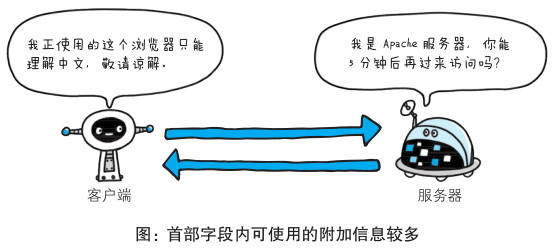 我正使用的这个浏览器只能
理解中文，敬请谅解。
我是 Apache 服务器，你能
5 分钟后再过来访问吗？
客户端
服务器
图：首部字段内可使用的附加信息较多